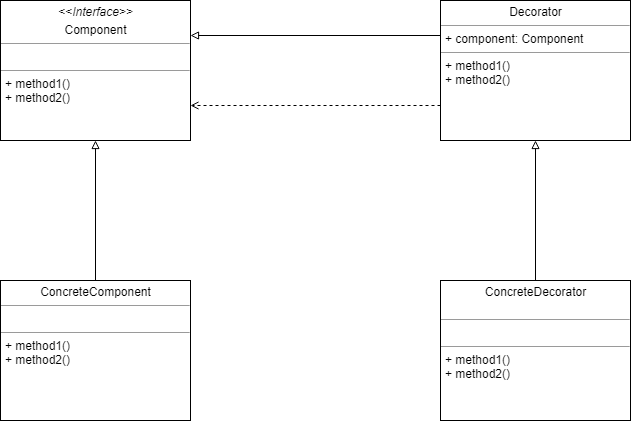 <<Interface>>
Component
+ method1()
+ method2()
Decorator
+ component: Component
+ method1()
+ method2()
ConcreteComponent
+ method1()
+ method2()
ConcreteDecorator
+ method1()
+ method2()